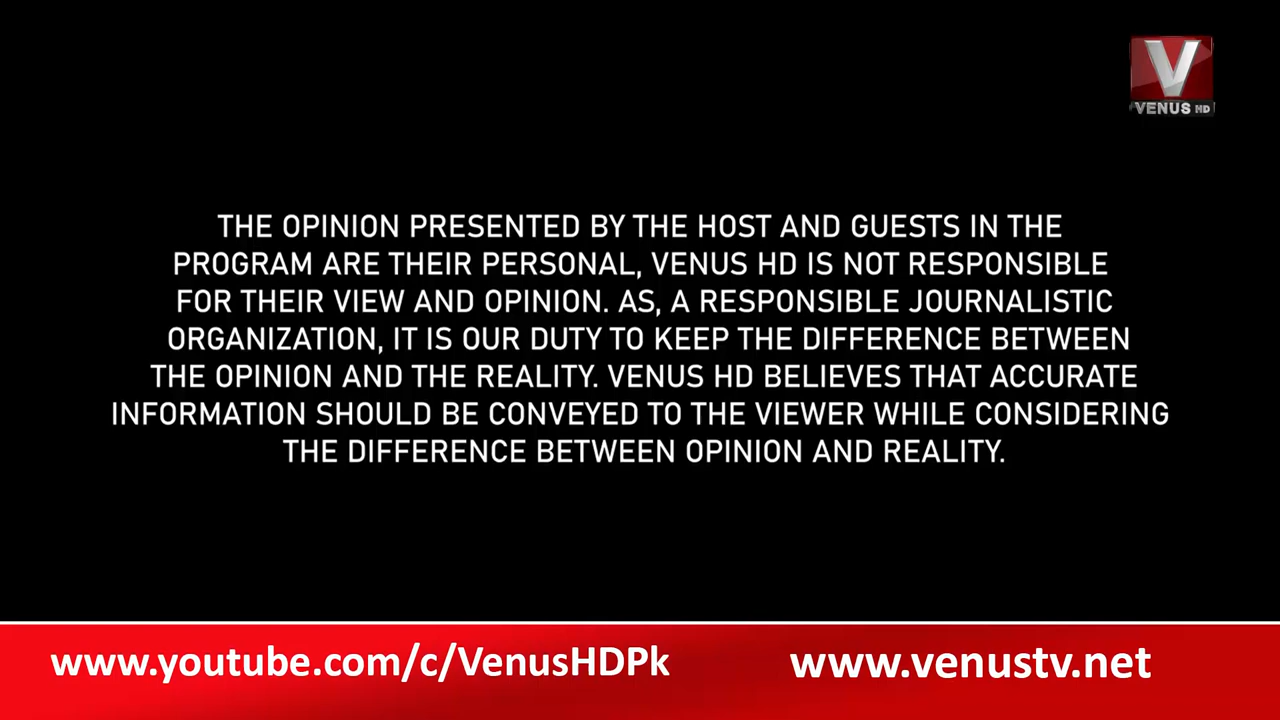 V
VENUS HD
THE OPINION PRESENTED BY THE HOST AND GUESTS IN THE
PROGRAM ARE THEIR PERSONAL, VENUS HD IS NOT RESPONSIBLE
FOR THEIR VIEW AND OPINION. AS, A RESPONSIBLE JOURNALISTIC
ORGANIZATION, IT IS OUR DUTY TO KEEP THE DIFFERENCE BETWEEN
THE OPINION AND THE REALITY. VENUS HD BELIEVES THAT ACCURATE
INFORMATION SHOULD BE CONVEYED TO THE VIEWER WHILE CONSIDERING
THE DIFFERENCE BETWEEN OPINION AND REALITY.
www.youtube.com/c/VenusHDPk
www.venustv.net